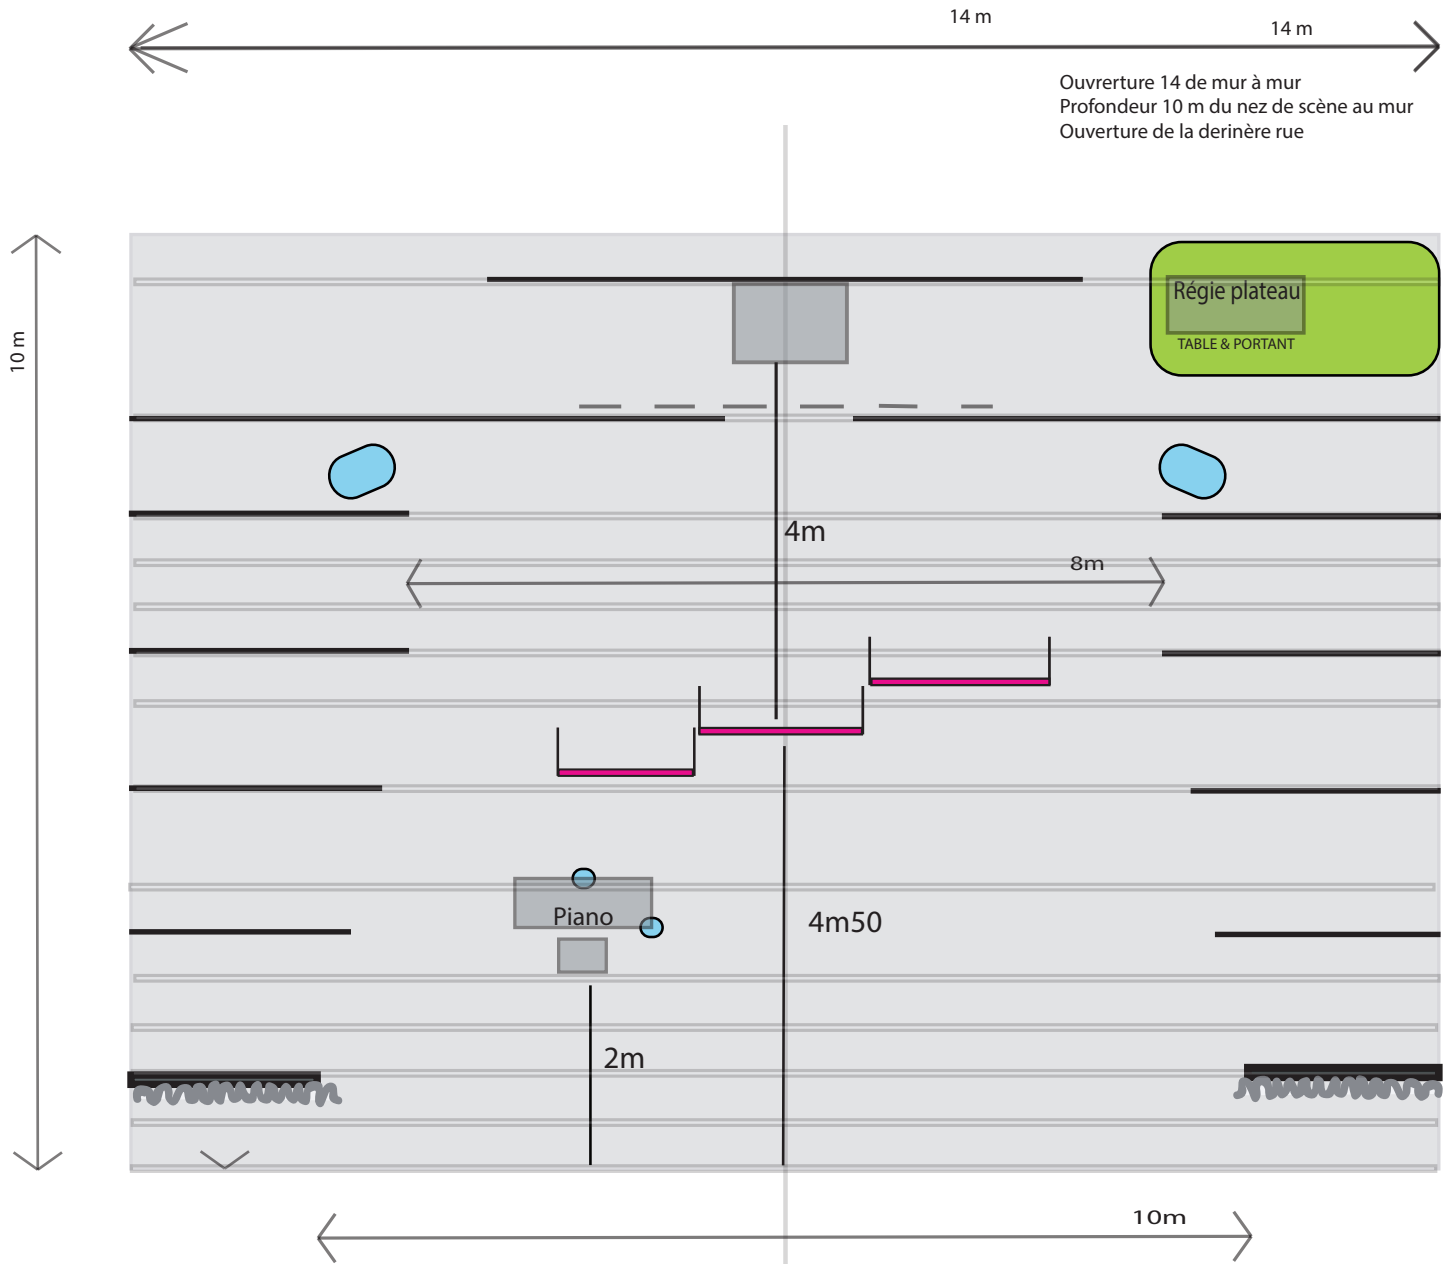 14 m
14 m
Ouvrerture 14 de mur à mur
Profondeur 10 m du nez de scène au mur
Ouverture de la derinère rue
Régie plateau
TABLE & PORTANT
10 m
4m
8m
Piano
4m50
2m
10m